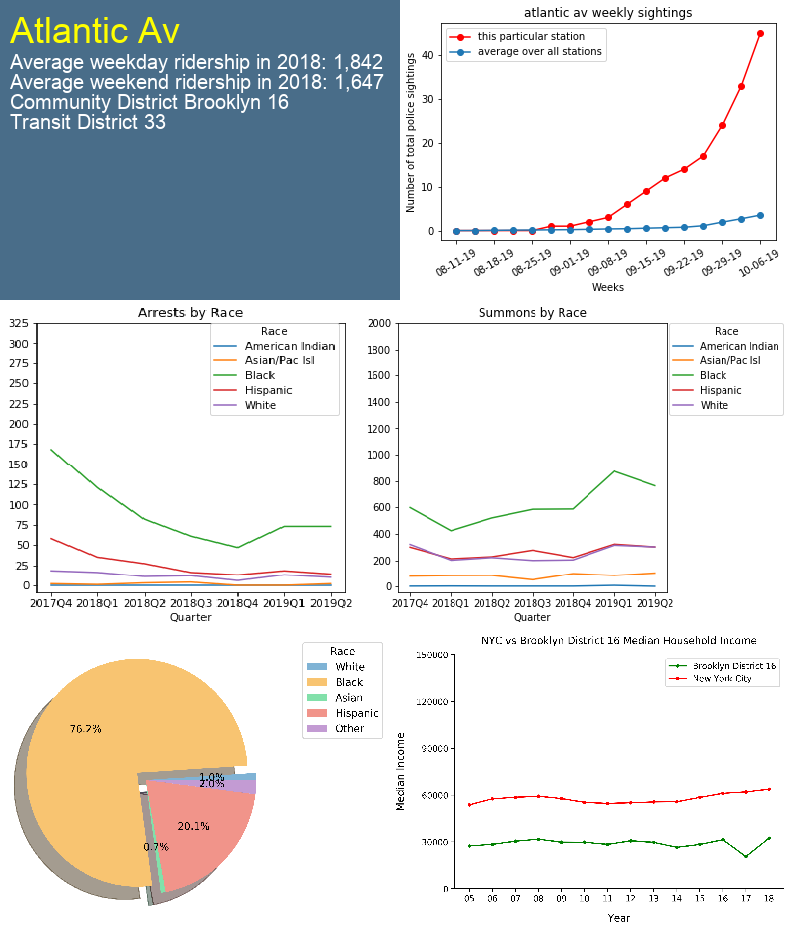 Atlantic Av
Average weekday ridership in 2018: 1,842
Average weekend ridership in 2018: 1,647
Community District Brooklyn 16
Transit District 33
atlantic av weekly sightings
this particular station
average over all stations
Number of total police sightings
40
30
20
10
0
08-11-19
08-18-19
08-25-19
09-01-19
09-08-19
09-15-19
09-22-19
09-29-19
10-06-19
Weeks
Arrests by Race
Race
American Indian
Asian/Pac Isl
Black
Hispanic
White
325
300
275
250
225
200
175
150
125
100
75
50
25
0
2017Q4
2018Q1
2018Q2
2018Q3
2018Q4
2019Q1
2019Q2
Quarter
Summons by Race
Race
American Indian
Asian/Pac Isl
Black
Hispanic
White
2000
1800
1600
1400
1200
1000
800
600
400
200
0
2017Q4
2018Q1
2018Q2
2018Q3
2018Q4
2019Q1
2019Q2
Quarter
Race
White
Black
Asian
Hispanic
Other
76.2%
1.0%
2.0%
20.1%
0.7%
NYC vs Brooklyn District 16 Median Household Income
Brooklyn District 16
New York City
Median Income
150000
120000
90000
60000
30000
0
05
06
07
08
09
10
11
12
13
14
15
16
17
18
Year